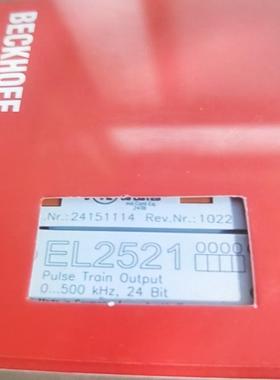 BECKHOFF
.Nr.:24151114 Rev.Nr.:1022
EL2521 0000
Pulse Train Output
0...500 kHz, 24 Bit